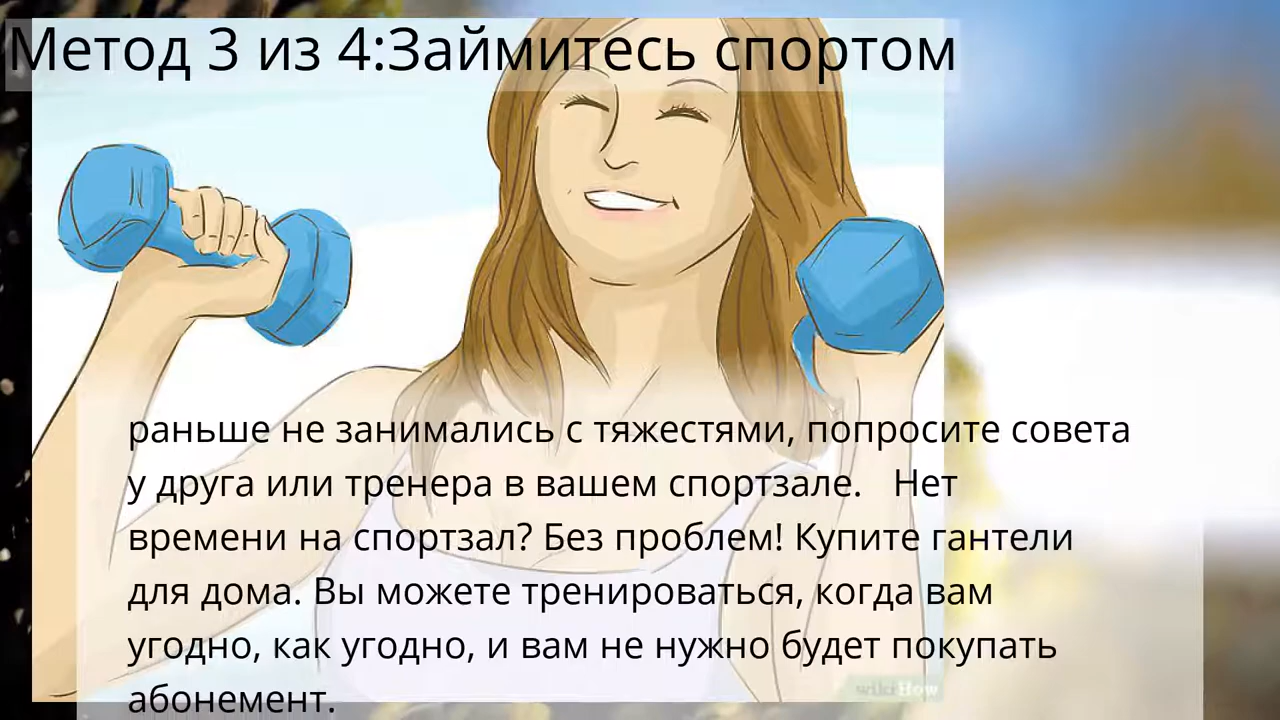 Метод 3 из 4:Займитесь спортом
раньше не занимались с тяжестями, попросите совета
у друга или тренера в вашем спортзале.   Нет
времени на спортзал? Без проблем! Купите гантели
для дома. Вы можете тренироваться, когда вам
угодно, как угодно, и вам не нужно будет покупать
абонемент.
wikiHow